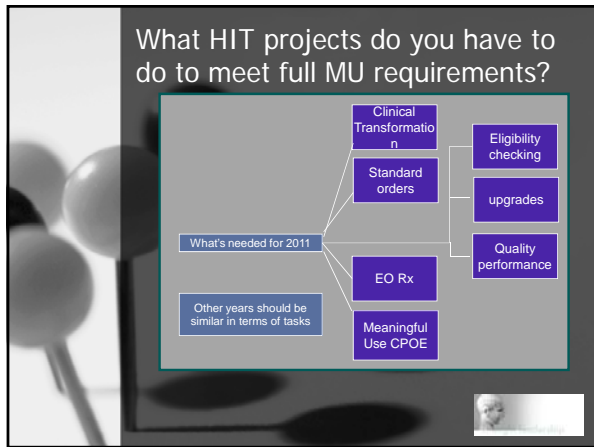 What HIT projects do you have to
do to meet full MU requirements?
Clinical
Transformatio
n
Standard
orders
What's needed for 2011
EO Rx
Other years should be
similar in terms of tasks
Meaningful
Use CPOE
Eligibility
checking
upgrades
Quality
performance